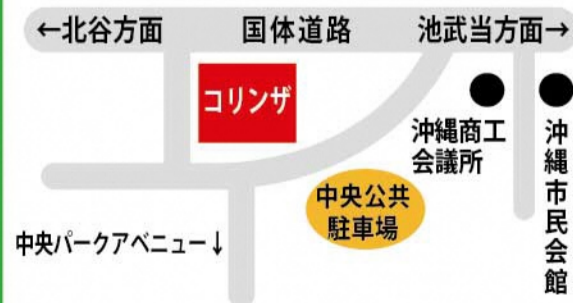 ←北谷方面
国体道路
池武当方面→
コリンザ
沖縄商工
会議所
沖縄市民会館
中央公共
駐車場
中央パークアベニュー↓